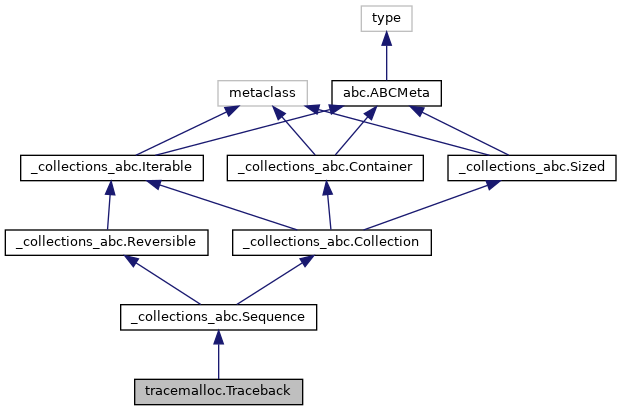 type
metaclass
abc.ABCMeta
_collections_abc.Iterable
_collections_abc.Container
_collections_abc.Sized
_collections_abc.Reversible
_collections_abc.Collection
_collections_abc.Sequence
tracemalloc.Traceback